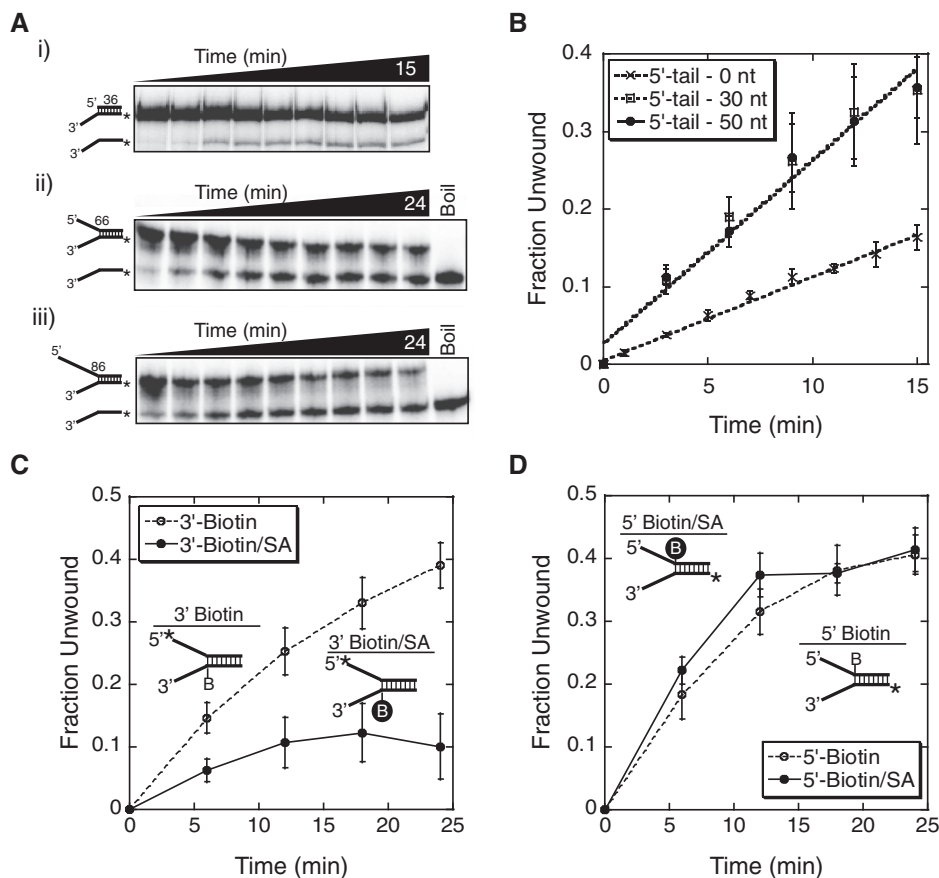 A
i)
Time (min)
15
5' 36
3'
*
3'
*
ii)
Time (min)
24
Boil
5'
66
3'
*
3'
*
iii)
Time (min)
24
Boil
5'
86
3'
*
3'
*
B
Fraction Unwound
0.4
0.3
0.2
0.1
0
5'-tail - 0 nt
5'-tail - 30 nt
5'-tail - 50 nt
0 5 10 15
Time (min)
C
Fraction Unwound
0.5
0.4
0.3
0.2
0.1
0
3'-Biotin
3'-Biotin/SA
3' Biotin
5'*
3'
B
3' Biotin/SA
5'*
3'
B
0 5 10 15 20 25
Time (min)
D
Fraction Unwound
0.5
0.4
0.3
0.2
0.1
0
5' Biotin/SA
5'
B
3'
*
5' Biotin
5'
B
3'
*
5'-Biotin
5'-Biotin/SA
0 5 10 15 20 25
Time (min)